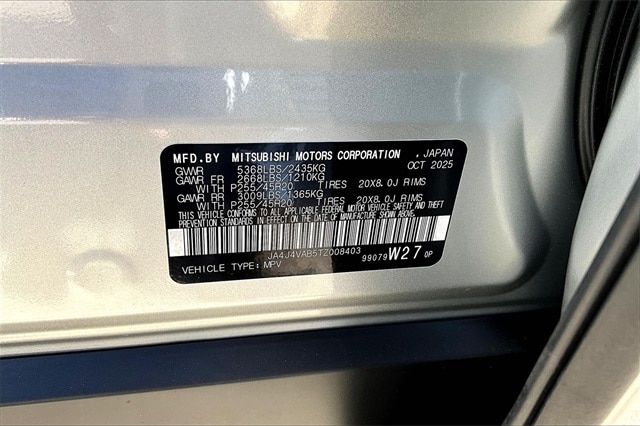 MFD.BY MITSUBISHI MOTORS CORPORATION , JAPAN
GVWR 5368LBS/2435KG OCT 2025
GAWR FR 2668LBS/1210KG
WITH P255/45R20 TIRES 20X8.0J RIMS
GAWR RR 3009LBS/1365KG
WITH P255/45R20 TIRES 20X8.0J RIMS
THIS VEHICLE CONFORMS TO ALL APPLICABLE FEDERAL MOTOR VEHICLE SAFETY AND THEFT
PREVENTION STANDARDS IN EFFECT ON THE DATE OF MANUFACTURE SHOWN ABOVE.
JA4J4VAB5TZ008403
VEHICLE TYPE: MPV 99079 W27 0P